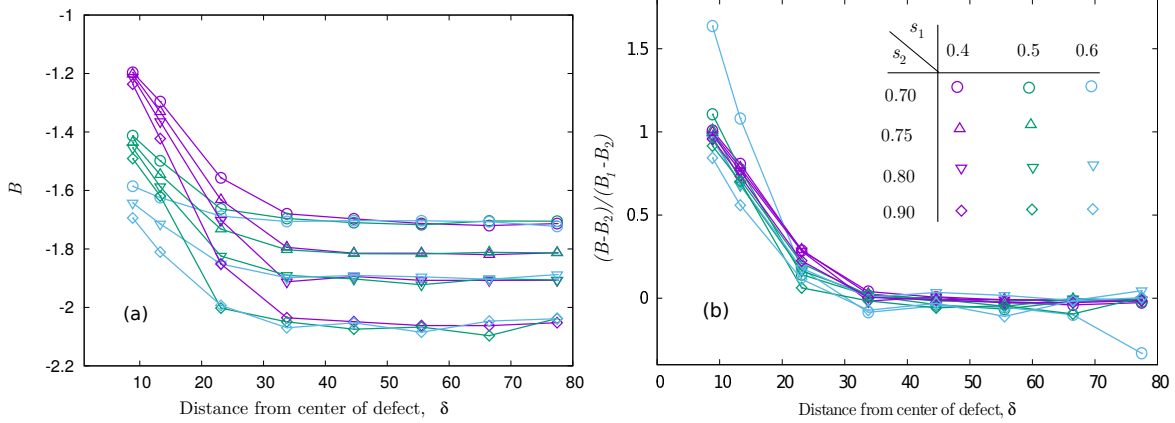 -1
-1.2
-1.4
-1.6
-1.8
-2
-2.2
B
(a)
10 20 30 40 50 60 70 80
Distance from center of defect, δ
1.5
1
0.5
0
(B-B2)/(B1 -B2)
s1
s2 0.4 0.5 0.6
0.70
0.75
0.80
0.90
(b)
0 10 20 30 40 50 60 70 80
Distance from center of defect, δ